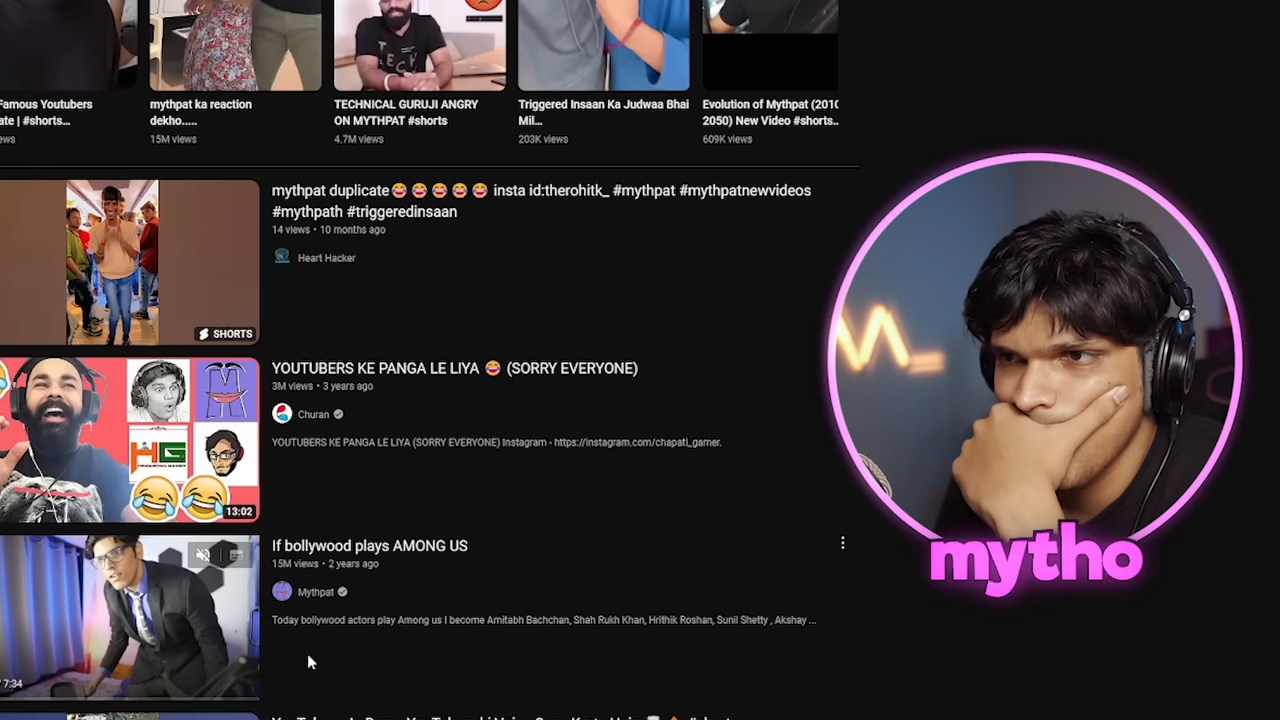 Famous Youtubers
ate | #shorts...
ews
mythpat ka reaction
dekho.....
15M views
TECH
TECHNICAL GURUJI ANGRY
ON MYTHPAT #shorts
4.7M views
Triggered Insaan Ka Judwaa Bhai
Mil...
203K views
Evolution of Mythpat (2010
2050) New Video #shorts..
609K views
SHORTS
mythpat duplicate😂 😂 😂 😂 😂 insta id:therohitk_ #mythpat #mythpatnewvideos
#mythpath #triggeredinsaan
14 views • 10 months ago
Heart Hacker
HG
13:02
YOUTUBERS KE PANGA LE LIYA 😂 (SORRY EVERYONE)
3M views • 3 years ago
Churan
YOUTUBERS KE PANGA LE LIYA (SORRY EVERYONE) Instagram - https://instagram.com/chapati_gamer.
/ 7:34
If bollywood plays AMONG US
15M views • 2 years ago
Mythpat
Today bollywood actors play Among us I become Amitabh Bachchan, Shah Rukh Khan, Hrithik Roshan, Sunil Shetty , Akshay ...
mytho